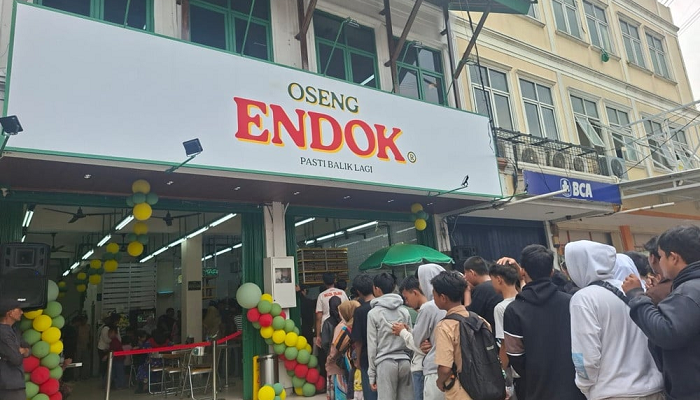 OSENG
ENDOK®
PASTI BALIK LAGI
BCA